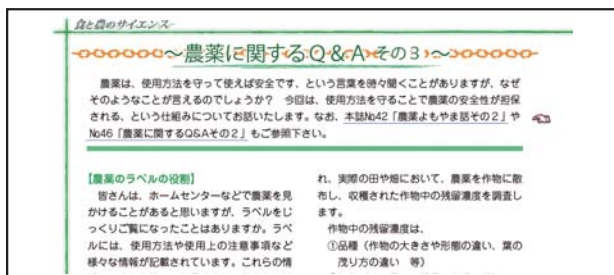 食と農のサイエンス
～農薬に関するQ&Aその3～
農薬は、使用方法を守って使えば安全です、という言葉を時々聞くことがありますが、なぜ
そのようなことが言えるのでしょうか？ 今回は、使用方法を守ることで農薬の安全性が担保
される、という仕組みについてお話いたします。なお、本誌№42「農薬よもやま話その２」や
№46「農薬に関するQ&Aその２」もご参照下さい。
【農薬のラベルの役割】
皆さんは、ホームセンターなどで農薬を見
かけることがあると思いますが、ラベルをじ
っくりご覧になったことはありますか。ラベ
ルには、使用方法や使用上の注意事項など
様々な情報が記載されています。これらの情
れ、実際の田や畑において、農薬を作物に散
布し、収穫された作物中の残留濃度を調査し
ます。
作物中の残留濃度は、
①品種（作物の大きさや形態の違い、葉の
茂り方の違い 等）